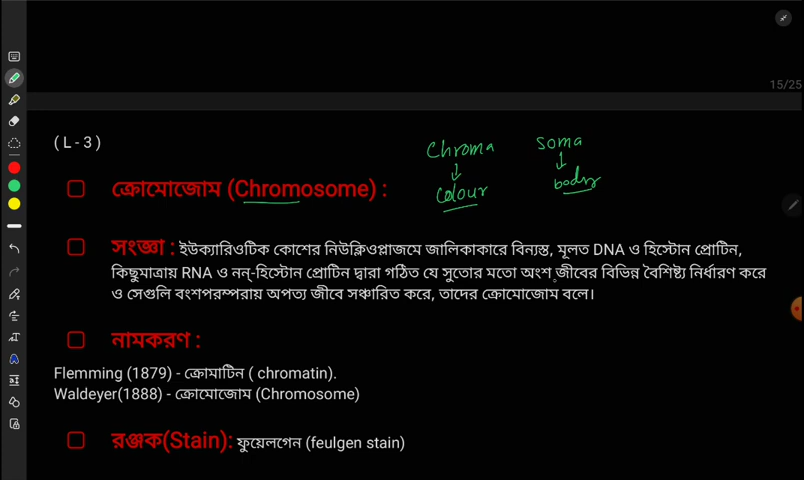 15/25
( L - 3 )
Chroma soma
↓ ↓
colour body
ক্রোমোজোম (Chromosome) :
সংজ্ঞা : ইউক্যারিওটিক কোশের নিউক্লিওপ্লাজমে জালিকাকারে বিন্যস্ত, মূলত DNA ও হিস্টোন প্রোটিন,
কিছুমাত্রায় RNA ও নন্-হিস্টোন প্রোটিন দ্বারা গঠিত যে সুতোর মতো অংশ জীবের বিভিন্ন বৈশিষ্ট্য নির্ধারণ করে
ও সেগুলি বংশপরম্পরায় অপত্য জীবে সঞ্চারিত করে, তাদের ক্রোমোজোম বলে।
নামকরণ :
Flemming (1879) - ক্রোমাটিন ( chromatin).
Waldeyer(1888) - ক্রোমোজোম (Chromosome)
রঞ্জক(Stain): ফুয়েলগেন (feulgen stain)